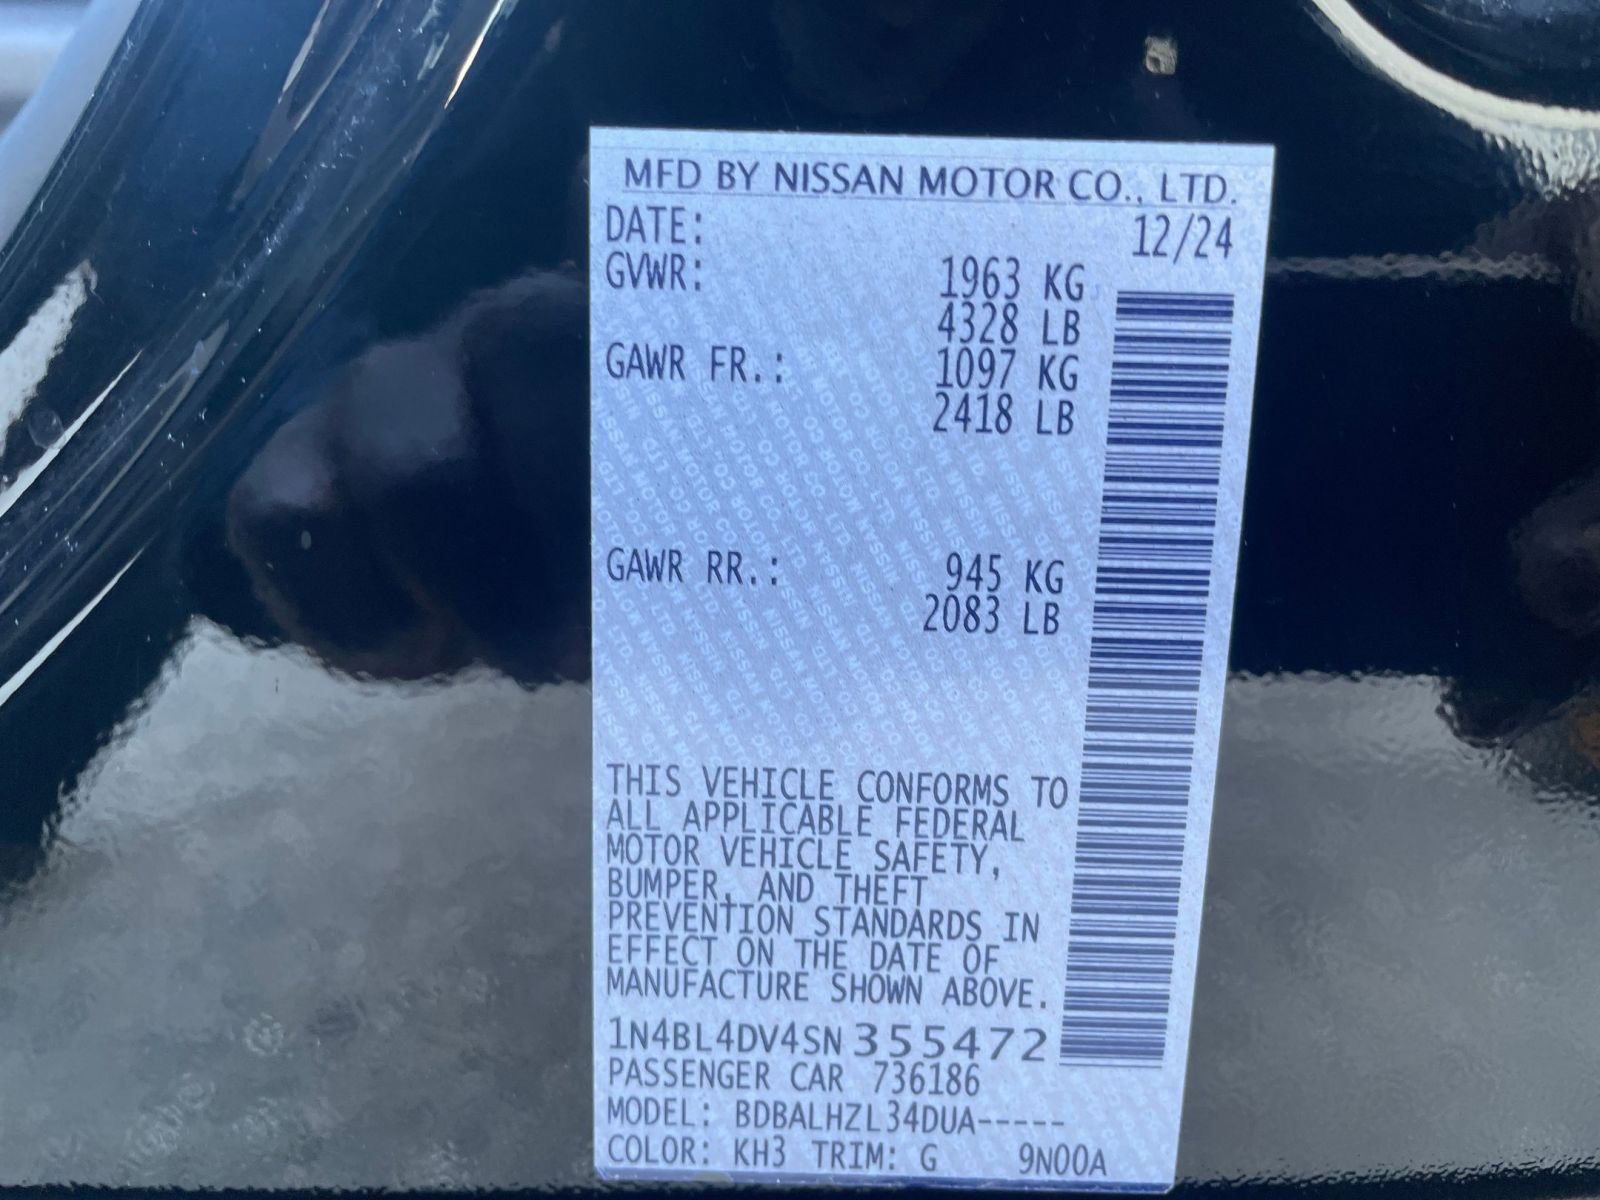 MFD BY NISSAN MOTOR CO., LTD.
DATE: 12/24
GVWR: 1963 KG
4328 LB
GAWR FR.: 1097 KG
2418 LB
GAWR RR.: 945 KG
2083 LB
THIS VEHICLE CONFORMS TO
ALL APPLICABLE FEDERAL
MOTOR VEHICLE SAFETY,
BUMPER, AND THEFT
PREVENTION STANDARDS IN
EFFECT ON THE DATE OF
MANUFACTURE SHOWN ABOVE.
1N4BL4DV4SN355472
PASSENGER CAR 736186
MODEL: BDBALHZL34DUA-----
COLOR: KH3 TRIM: G 9N00A